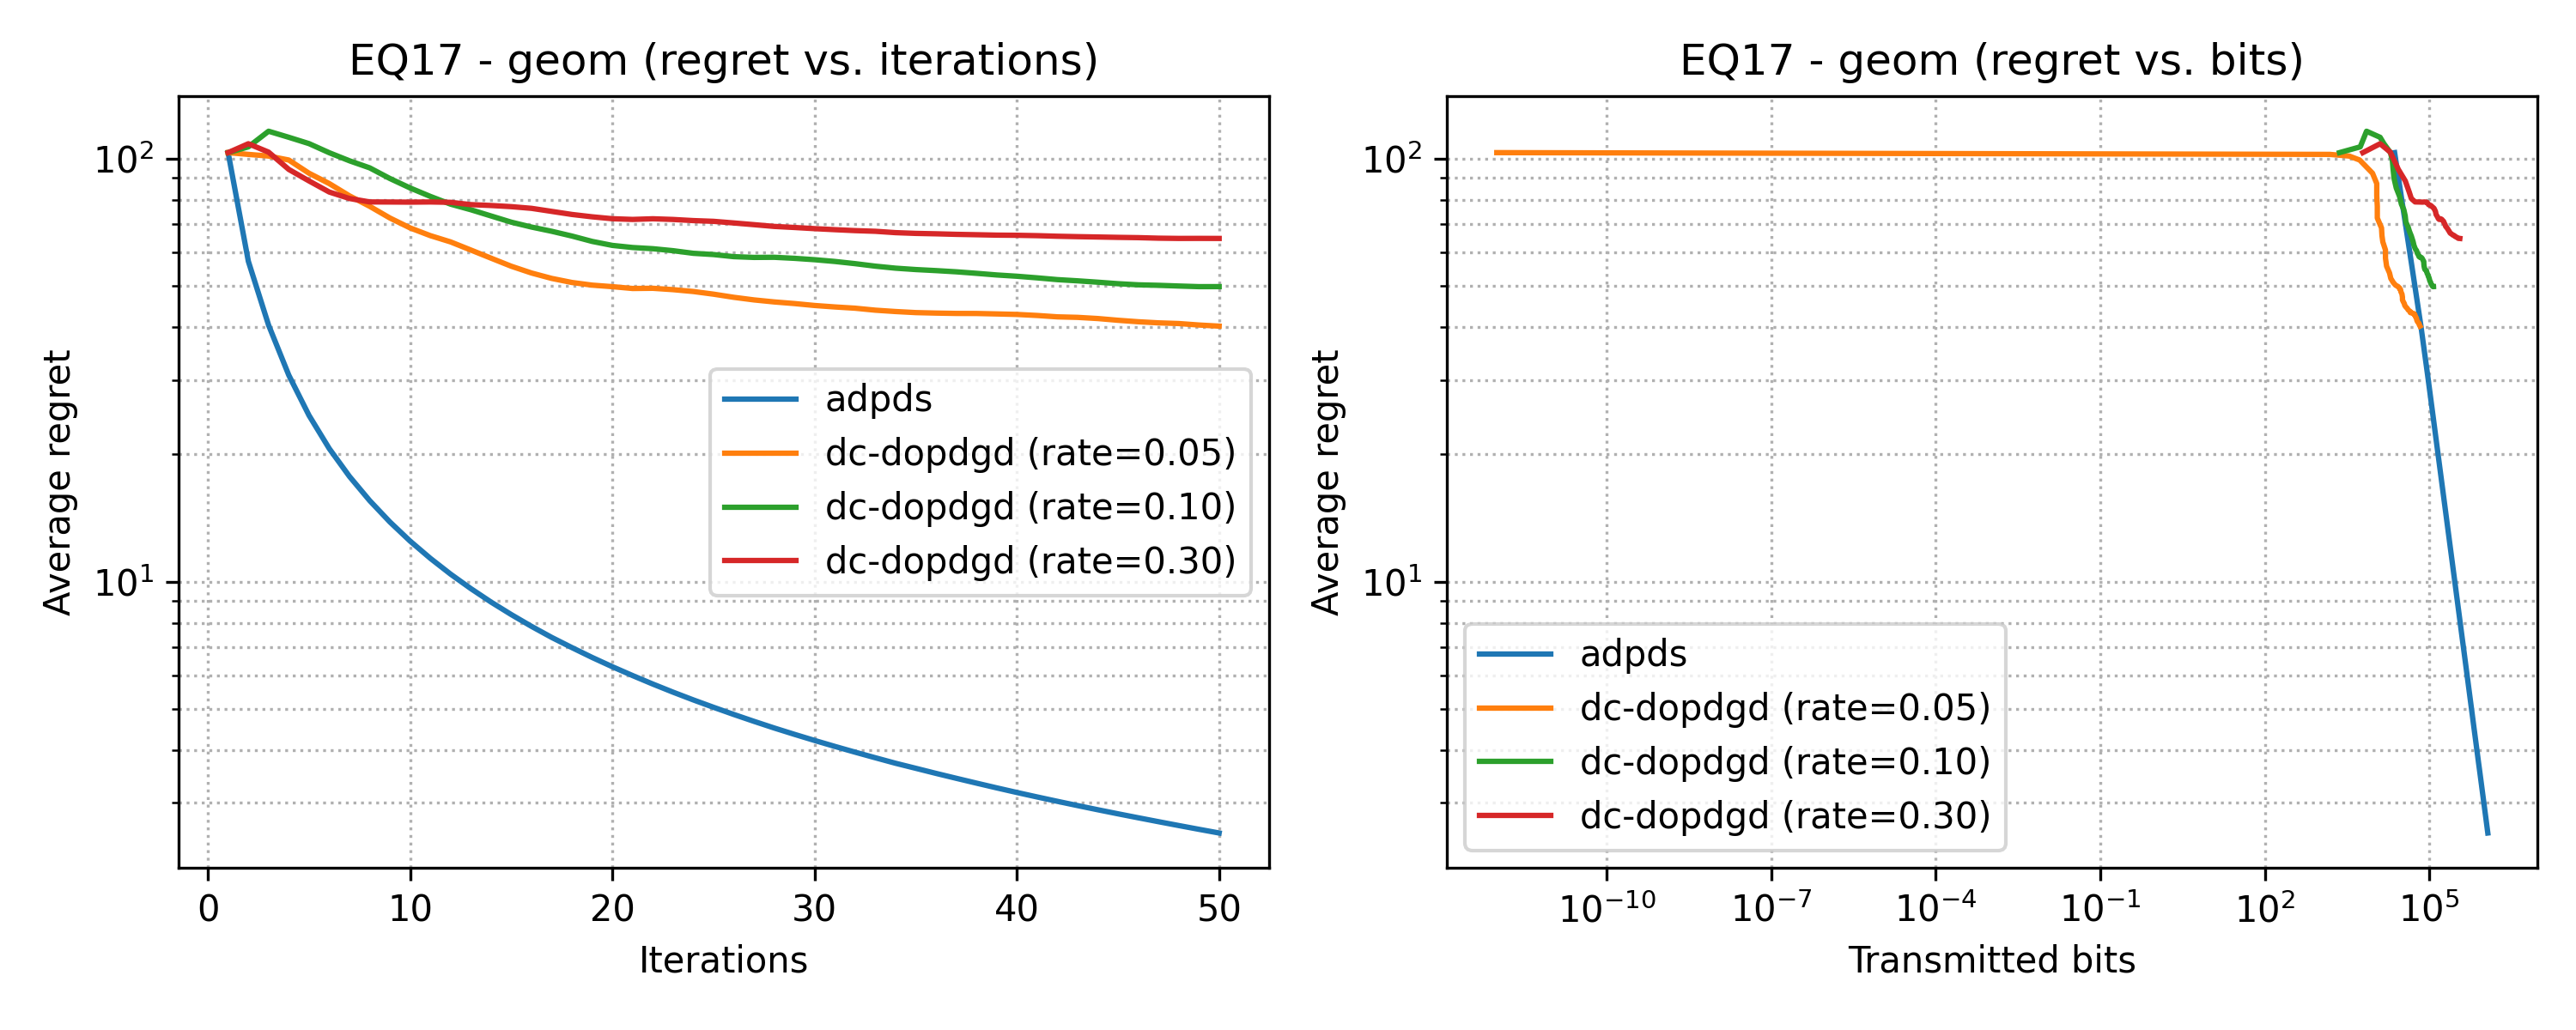 EQ17 - geom (regret vs. iterations)
Average regret
10²
10¹
adpds
dc-dopdgd (rate=0.05)
dc-dopdgd (rate=0.10)
dc-dopdgd (rate=0.30)
0 10 20 30 40 50
Iterations
EQ17 - geom (regret vs. bits)
Average regret
10²
10¹
adpds
dc-dopdgd (rate=0.05)
dc-dopdgd (rate=0.10)
dc-dopdgd (rate=0.30)
10⁻¹⁰ 10⁻⁷ 10⁻⁴ 10⁻¹ 10² 10⁵
Transmitted bits